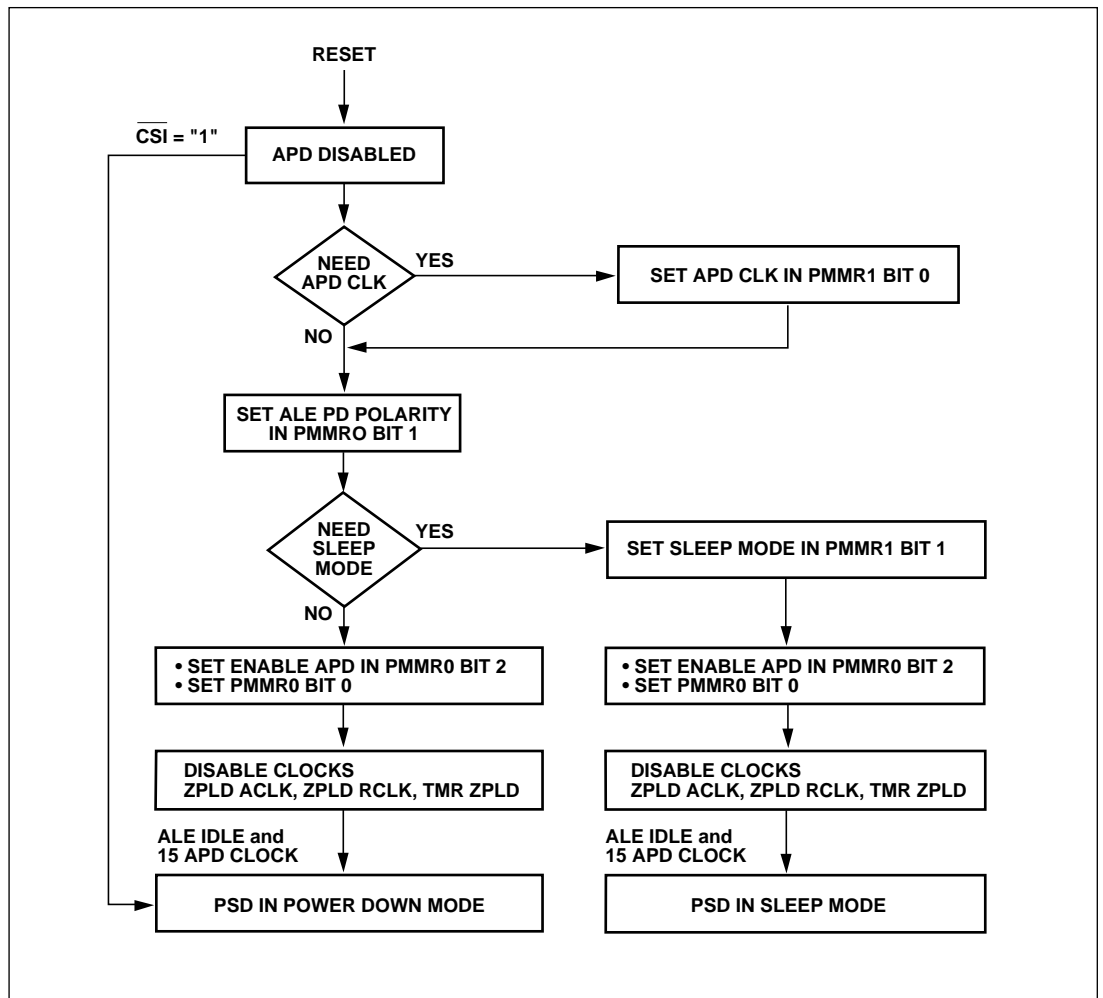 RESET
CSI = "1"
APD DISABLED
NEED
APD CLK
YES
SET APD CLK IN PMMR1 BIT 0
NO
SET ALE PD POLARITY
IN PMMRO BIT 1
NEED
SLEEP
MODE
YES
SET SLEEP MODE IN PMMR1 BIT 1
NO
• SET ENABLE APD IN PMMR0 BIT 2
• SET PMMR0 BIT 0
• SET ENABLE APD IN PMMR0 BIT 2
• SET PMMR0 BIT 0
DISABLE CLOCKS
ZPLD ACLK, ZPLD RCLK, TMR ZPLD
DISABLE CLOCKS
ZPLD ACLK, ZPLD RCLK, TMR ZPLD
ALE IDLE and
15 APD CLOCK
ALE IDLE and
15 APD CLOCK
PSD IN POWER DOWN MODE
PSD IN SLEEP MODE